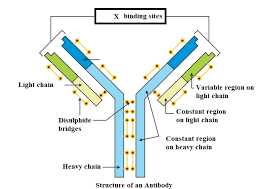 X binding sites
Light chain
Variable region on
light chain
Disulphide
bridges
Constant region
on light chain
Constant region
on heavy chain
Heavy chain
Structure of an Antibody